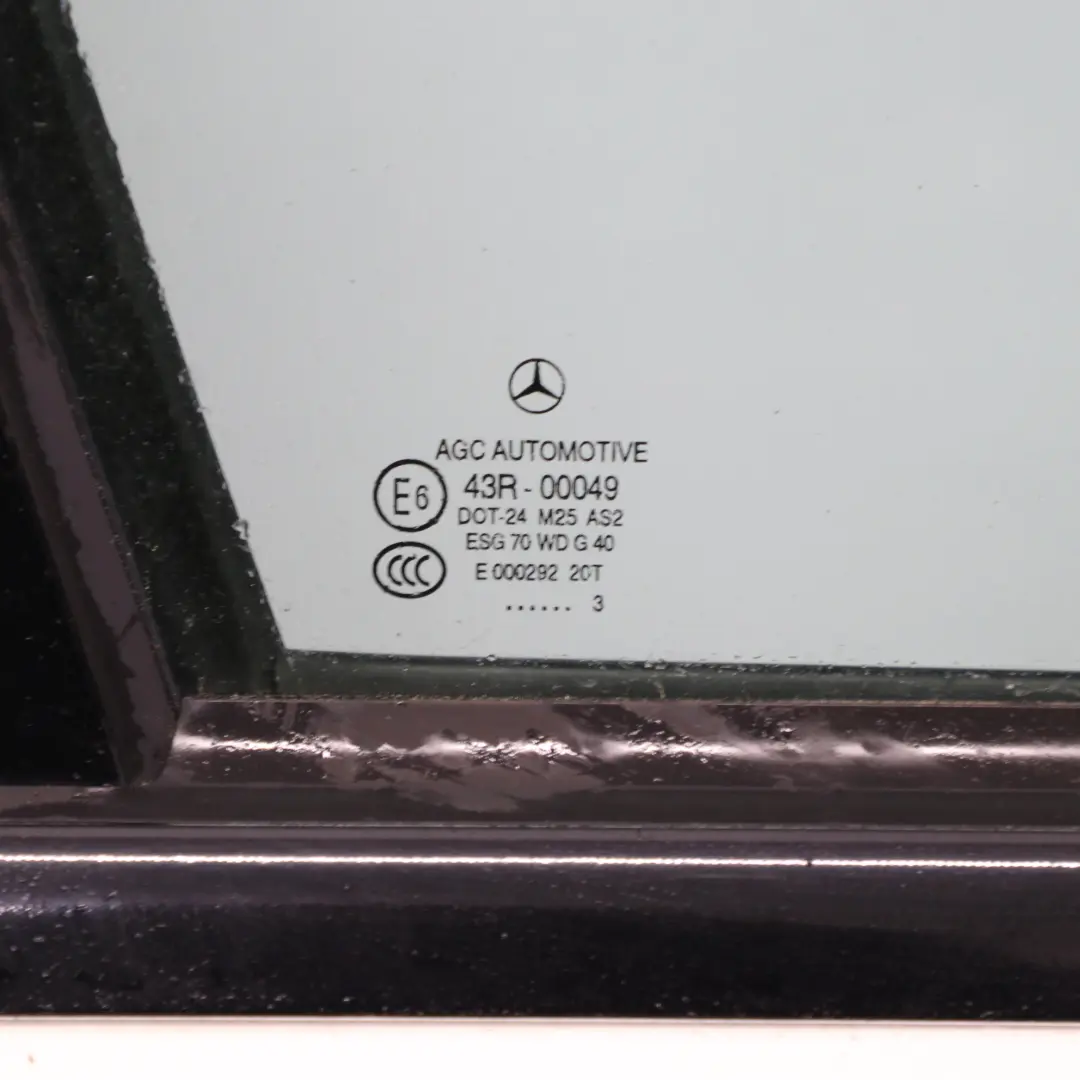 AGC AUTOMOTIVE
E6 43R - 00049
DOT-24 M25 AS2
ESG 70 WD G 40
CCC E 000292 20T
...... 3